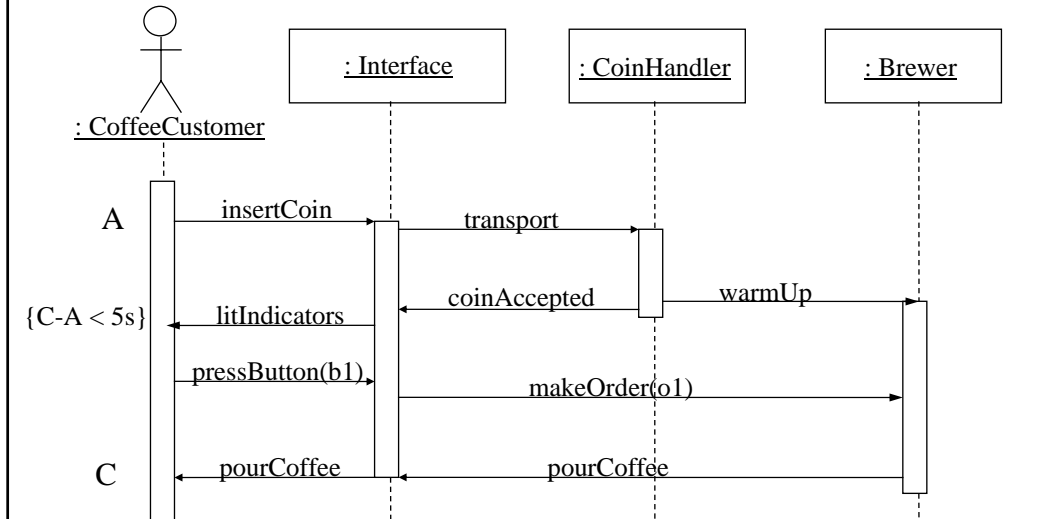 : Interface
: CoinHandler
: Brewer
: CoffeeCustomer
A
insertCoin
transport
coinAccepted
warmUp
{C-A < 5s}
litIndicators
pressButton(b1)
makeOrder(o1)
C
pourCoffee
pourCoffee